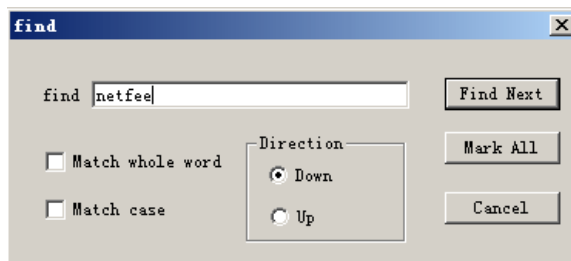 find
find netfee Find Next
Direction Mark All
Match whole word
Down
Match case
Up
Cancel